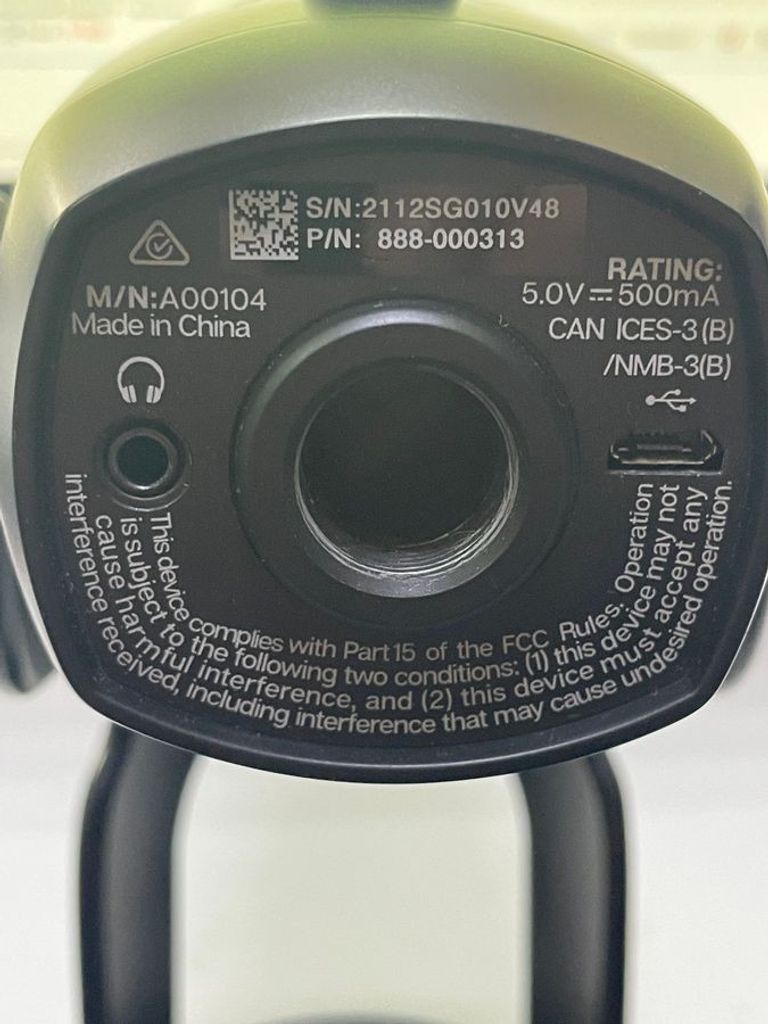 S/N:2112SG010V48
P/N: 888-000313
M/N:A00104
Made in China
RATING:
5.0V⎓500mA
CAN ICES-3(B)
/NMB-3(B)
This device complies with Part15 of the FCC Rules. Operation
is subject to the following two conditions: (1) this device may not
cause harmful interference, and (2) this device must accept any
interference received, including interference that may cause undesired operation.